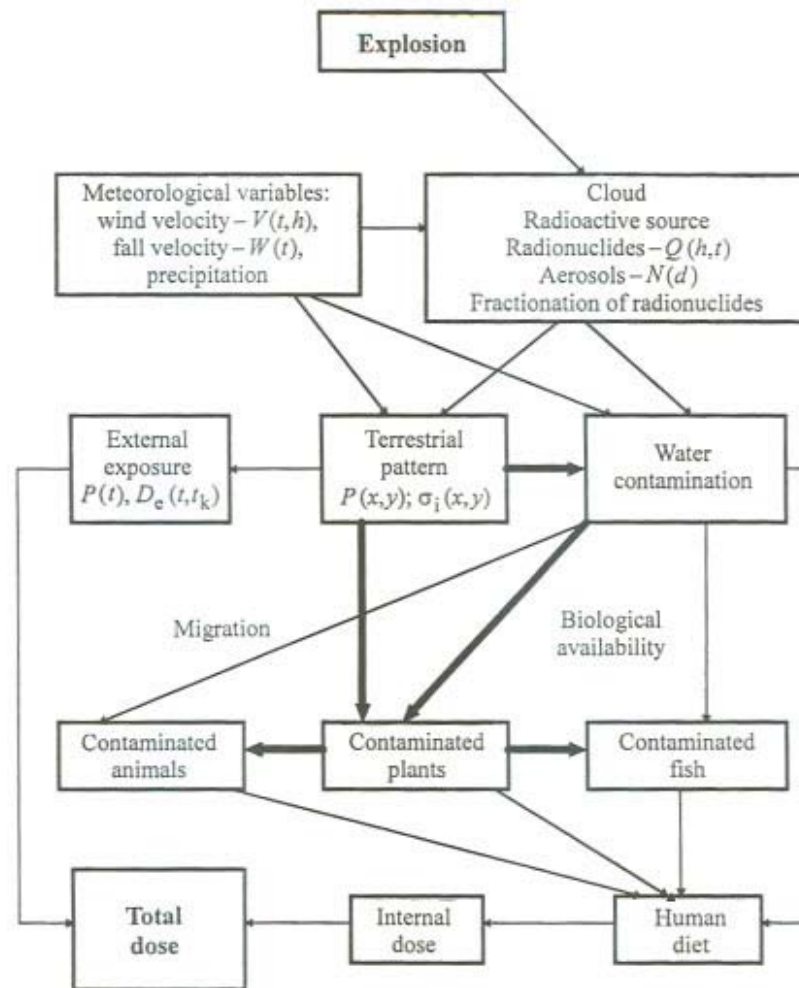 Explosion
Meteorological variables:
wind velocity – V(t,h),
fall velocity – W(t),
precipitation
Cloud
Radioactive source
Radionuclides – Q(h,t)
Aerosols – N(d)
Fractionation of radionuclides
External
exposure
P(t), Dₑ(t,tₖ)
Terrestrial
pattern
P(x,y); σᵢ(x,y)
Water
contamination
Migration
Biological
availability
Contaminated
animals
Contaminated
plants
Contaminated
fish
Total
dose
Internal
dose
Human
diet